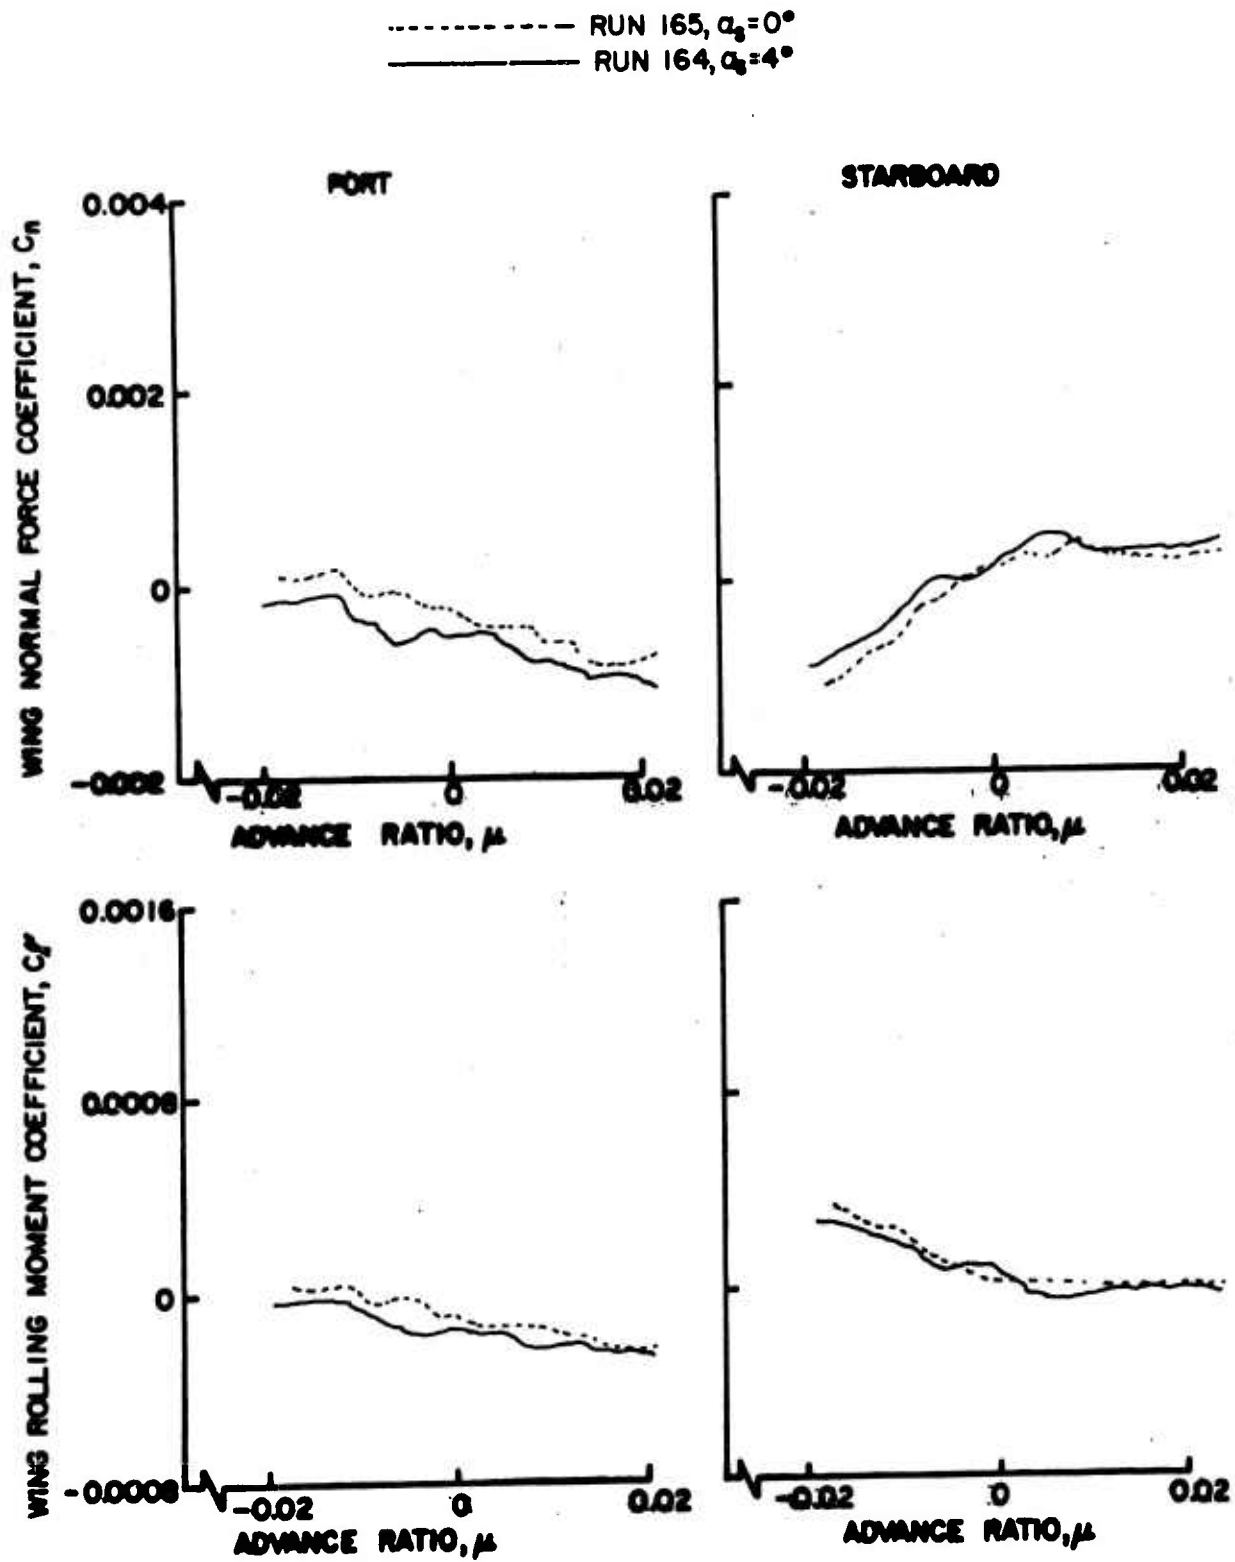 RUN 165, αs=0°
RUN 164, αs=4°
PORT
STARBOARD
WING NORMAL FORCE COEFFICIENT, Cn
0.004
0.002
0
-0.002
-0.02 0 0.02
-0.02 0 0.02
ADVANCE RATIO, μ
ADVANCE RATIO, μ
WING ROLLING MOMENT COEFFICIENT, Cℓ
0.0016
0.0008
0
-0.0008
-0.02 0 0.02
-0.02 0 0.02
ADVANCE RATIO, μ
ADVANCE RATIO, μ